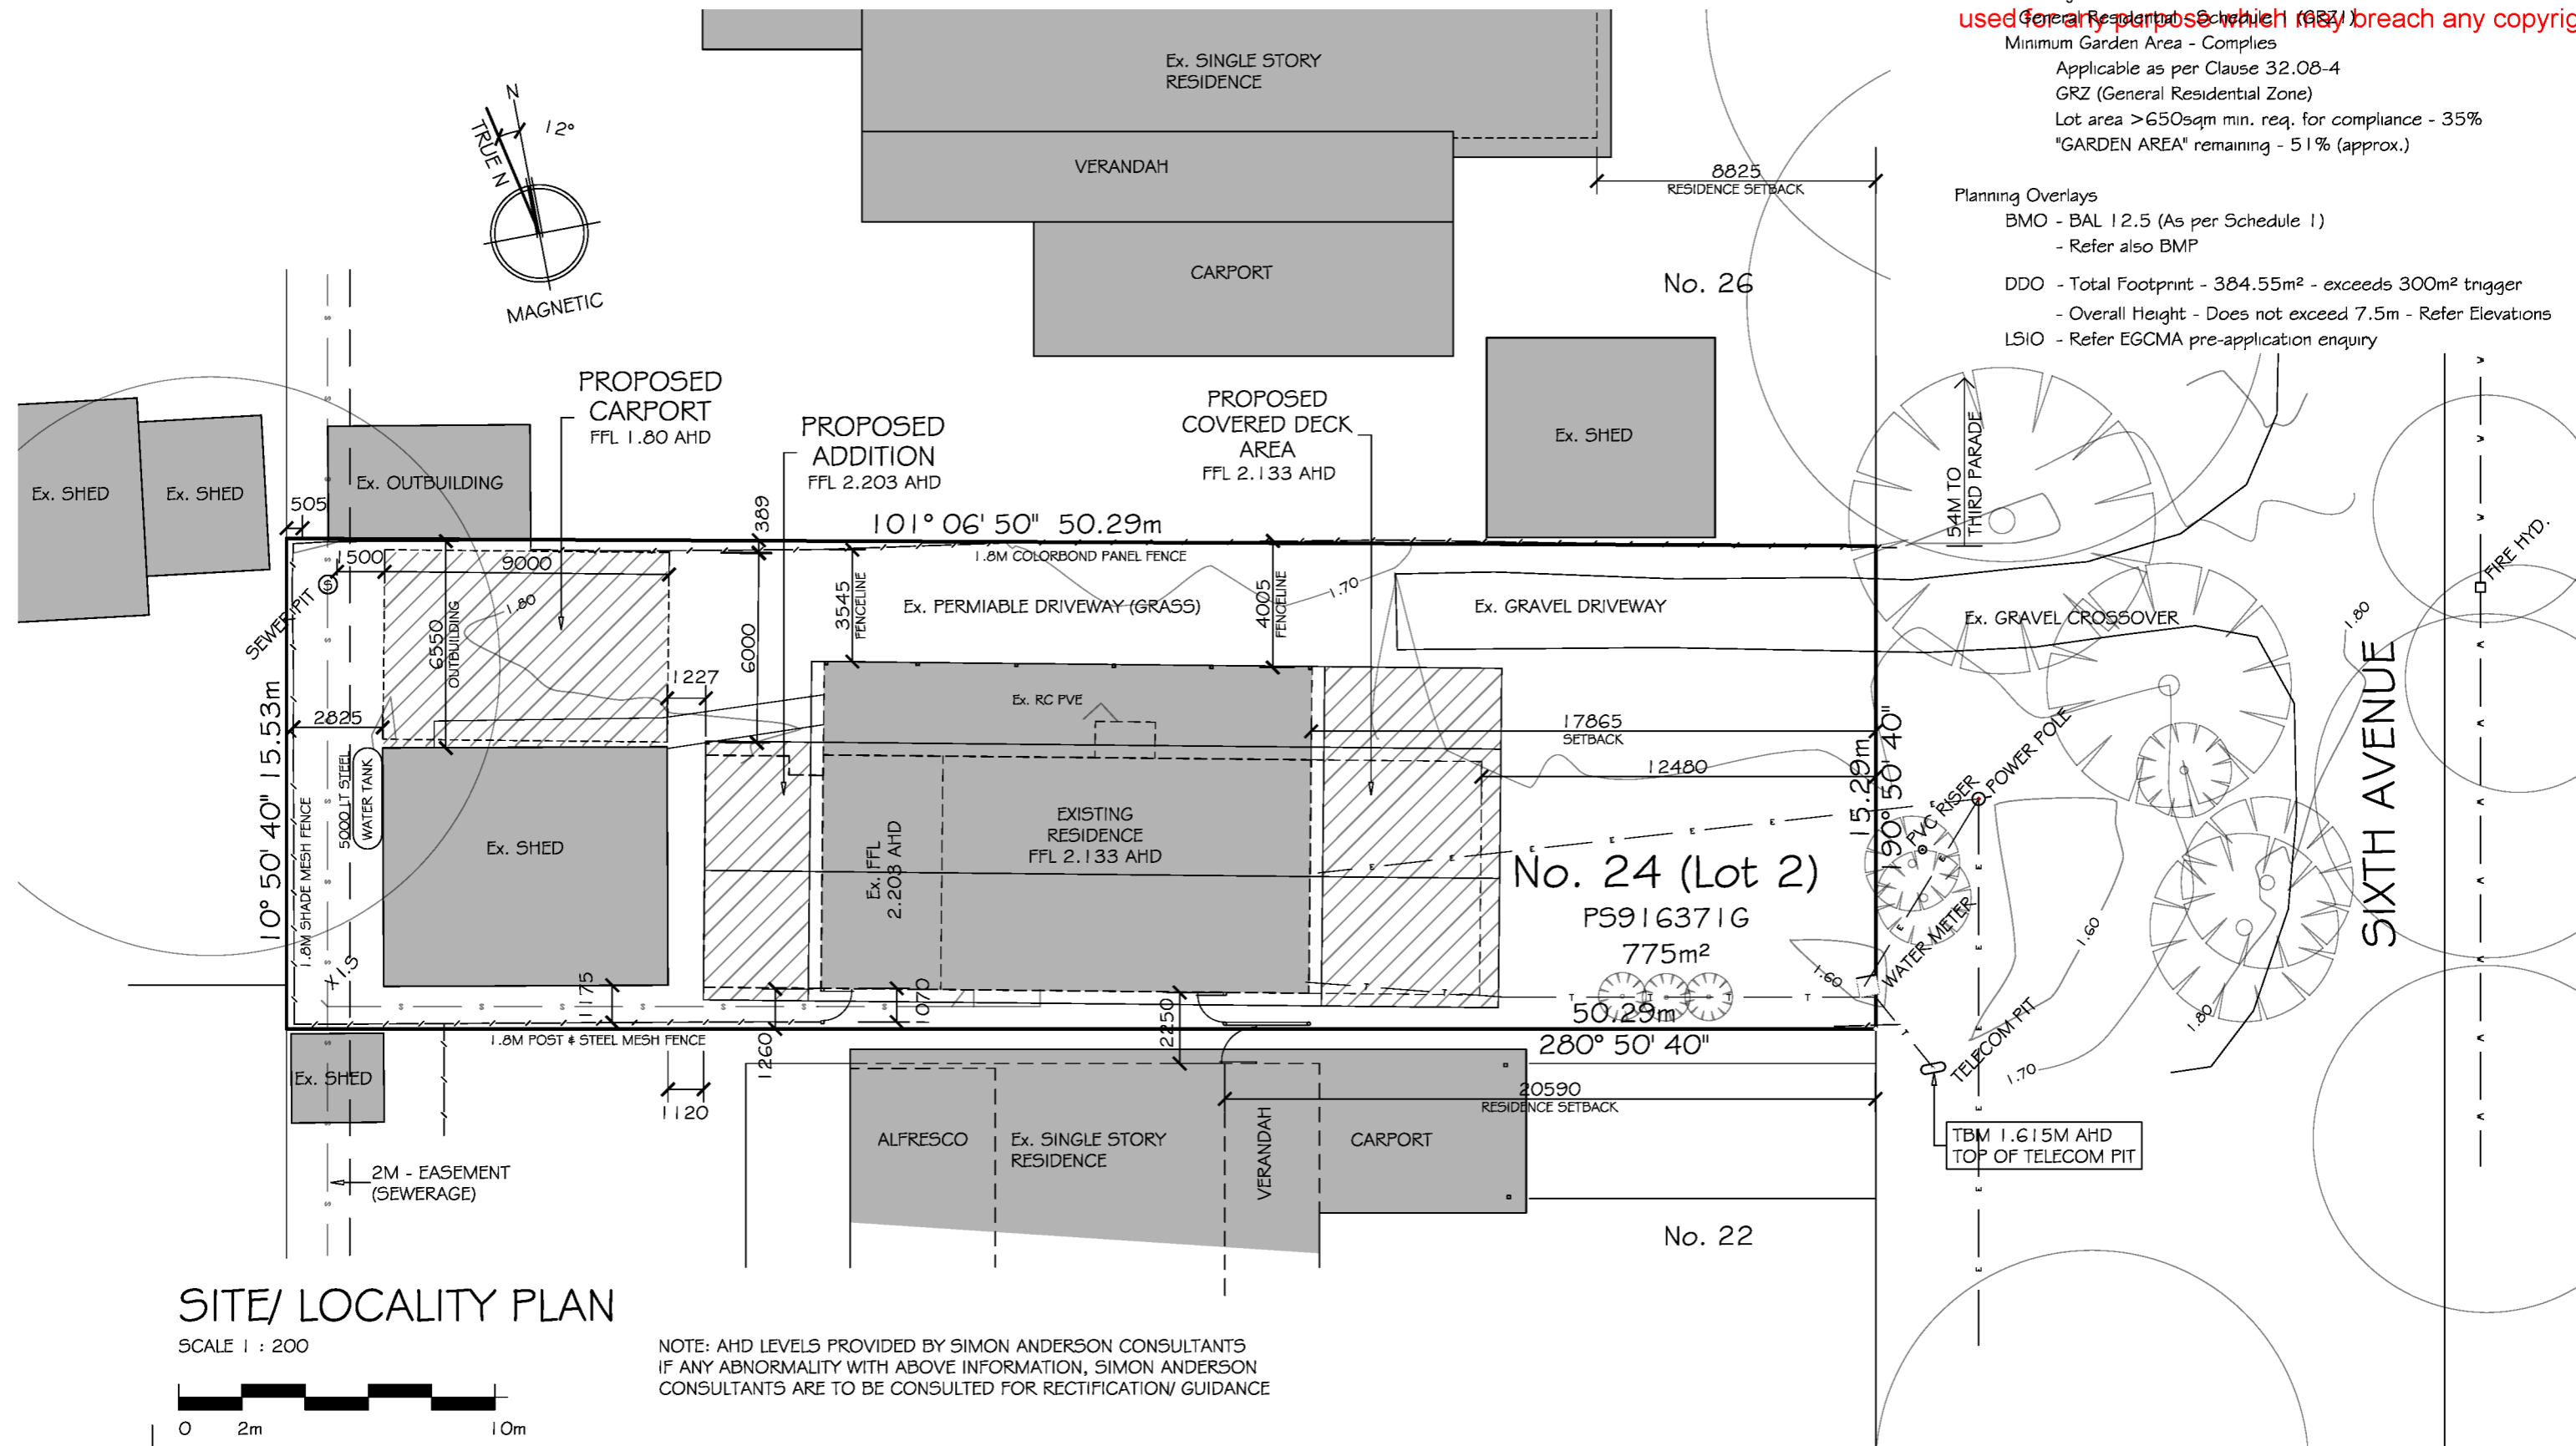 used for any purpose which may breach any copyrig
- General Residential - Schedule 1 (GRZ1)
Minimum Garden Area - Complies
Applicable as per Clause 32.08-4
GRZ (General Residential Zone)
Lot area >650sqm min. req. for compliance - 35%
"GARDEN AREA" remaining - 51% (approx.)
Planning Overlays
BMO - BAL 12.5 (As per Schedule 1)
- Refer also BMP
DDO - Total Footprint - 384.55m² - exceeds 300m² trigger
- Overall Height - Does not exceed 7.5m - Refer Elevations
LSIO - Refer EGCMA pre-application enquiry
Ex. SINGLE STORY
RESIDENCE
VERANDAH
CARPORT
8825
RESIDENCE SETBACK
No. 26
N
TRUE N
12°
MAGNETIC
PROPOSED
CARPORT
FFL 1.80 AHD
PROPOSED
ADDITION
FFL 2.203 AHD
PROPOSED
COVERED DECK
AREA
FFL 2.133 AHD
Ex. SHED
Ex. SHED
Ex. SHED
Ex. OUTBUILDING
54M TO
THIRD PARADE
505
389
101° 06' 50" 50.29m
1.8M COLORBOND PANEL FENCE
1500
9000
SEWER PIT
1.80
6550
OUTBUILDING
3545
FENCELINE
Ex. PERMIABLE DRIVEWAY (GRASS)
4005
FENCELINE
1.70
Ex. GRAVEL DRIVEWAY
Ex. GRAVEL CROSSOVER
1.80
FIRE HYD.
SIXTH AVENUE
6000
1227
2825
Ex. RC PVE
17865
SETBACK
12480
10° 50' 40" 15.53m
1.8M SHADE MESH FENCE
5000 LT STEEL
WATER TANK
Ex. SHED
Ex. FFL
2.203 AHD
EXISTING
RESIDENCE
FFL 2.133 AHD
15.29m
90° 50' 40"
PVC RISER
POWER POLE
No. 24 (Lot 2)
PS916371G
775m²
WATER METER
1.60
1.60
X I.S
1175
1070
1260
2250
50.29m
280° 50' 40"
1.8M POST & STEEL MESH FENCE
TELECOM PIT
1.80
1.70
Ex. SHED
1120
20590
RESIDENCE SETBACK
ALFRESCO
Ex. SINGLE STORY
RESIDENCE
VERANDAH
CARPORT
TBM 1.615M AHD
TOP OF TELECOM PIT
2M - EASEMENT
(SEWERAGE)
No. 22
SITE/ LOCALITY PLAN
SCALE 1 : 200
0 2m 10m
NOTE: AHD LEVELS PROVIDED BY SIMON ANDERSON CONSULTANTS
IF ANY ABNORMALITY WITH ABOVE INFORMATION, SIMON ANDERSON
CONSULTANTS ARE TO BE CONSULTED FOR RECTIFICATION/ GUIDANCE